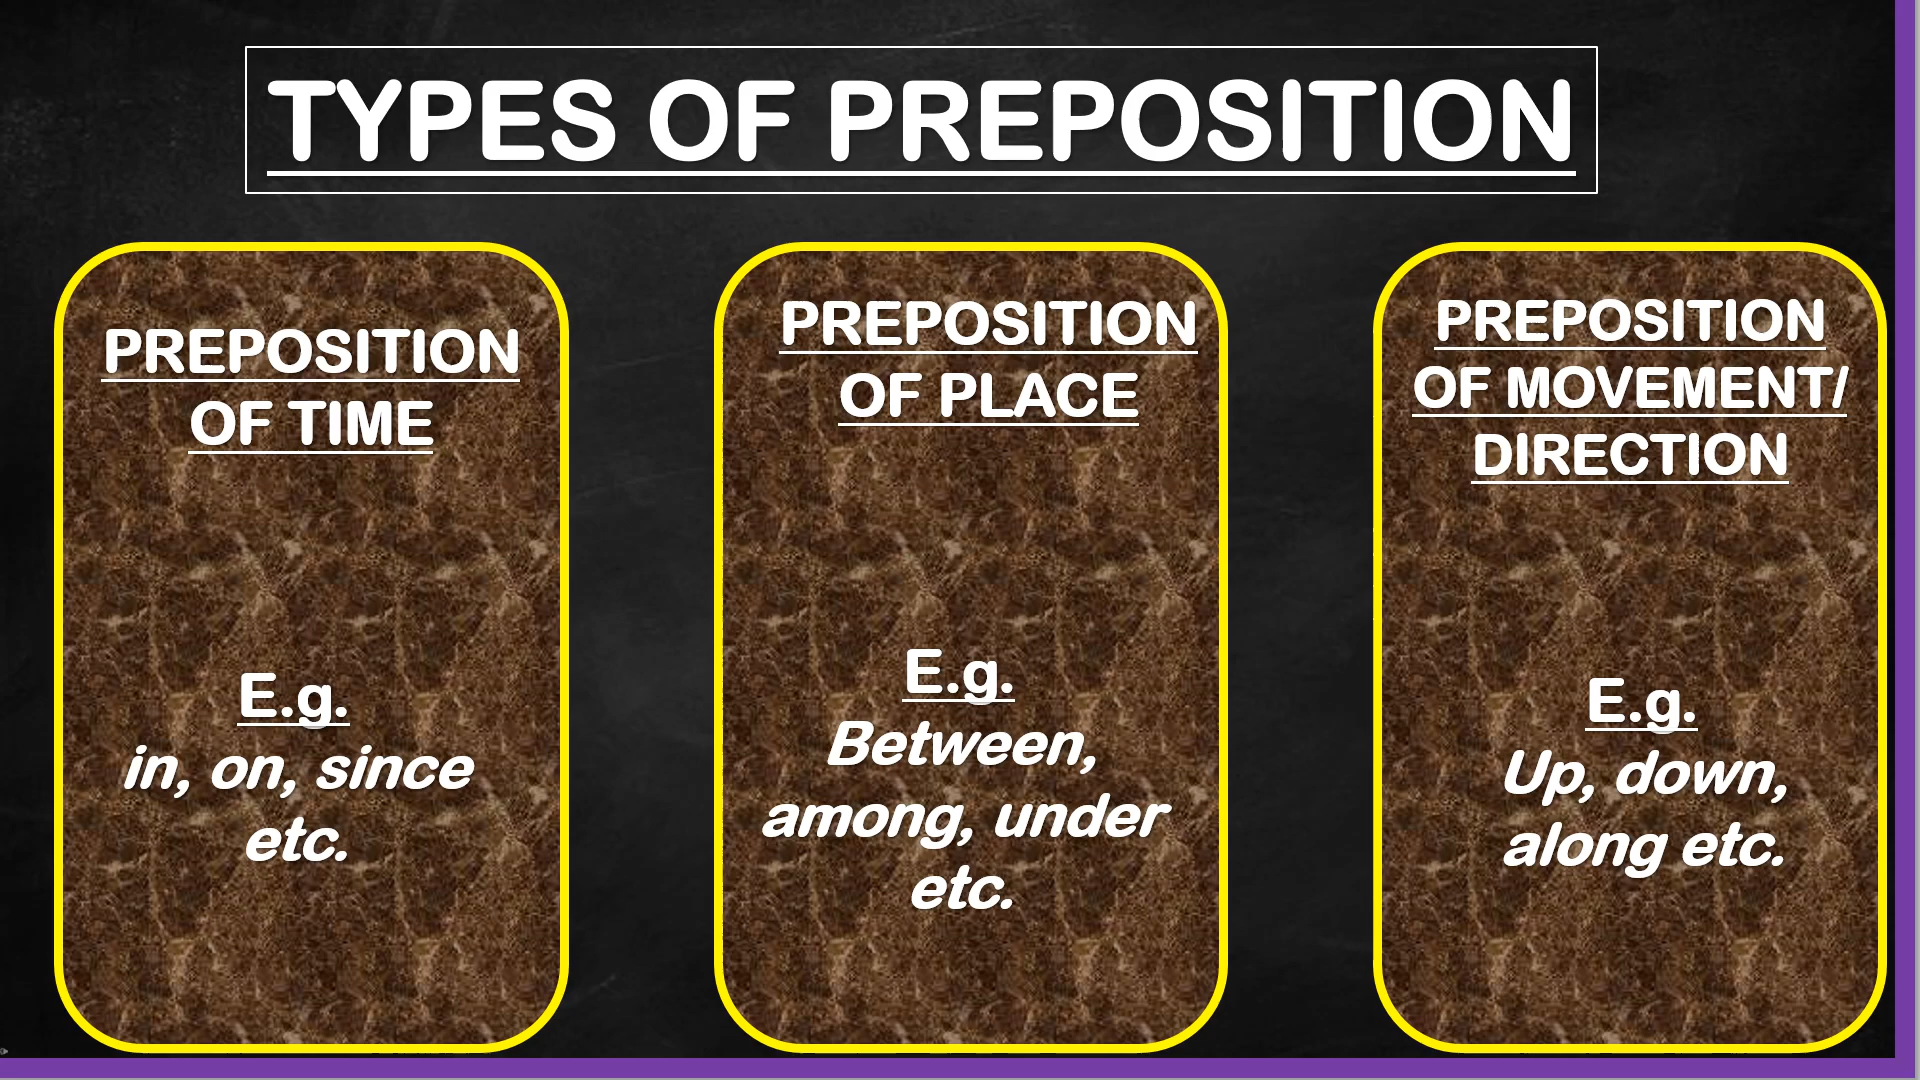 TYPES OF PREPOSITION
PREPOSITION
OF TIME
E.g.
in, on, since
etc.
PREPOSITION
OF PLACE
E.g.
Between,
among, under
etc.
PREPOSITION
OF MOVEMENT/
DIRECTION
E.g.
Up, down,
along etc.